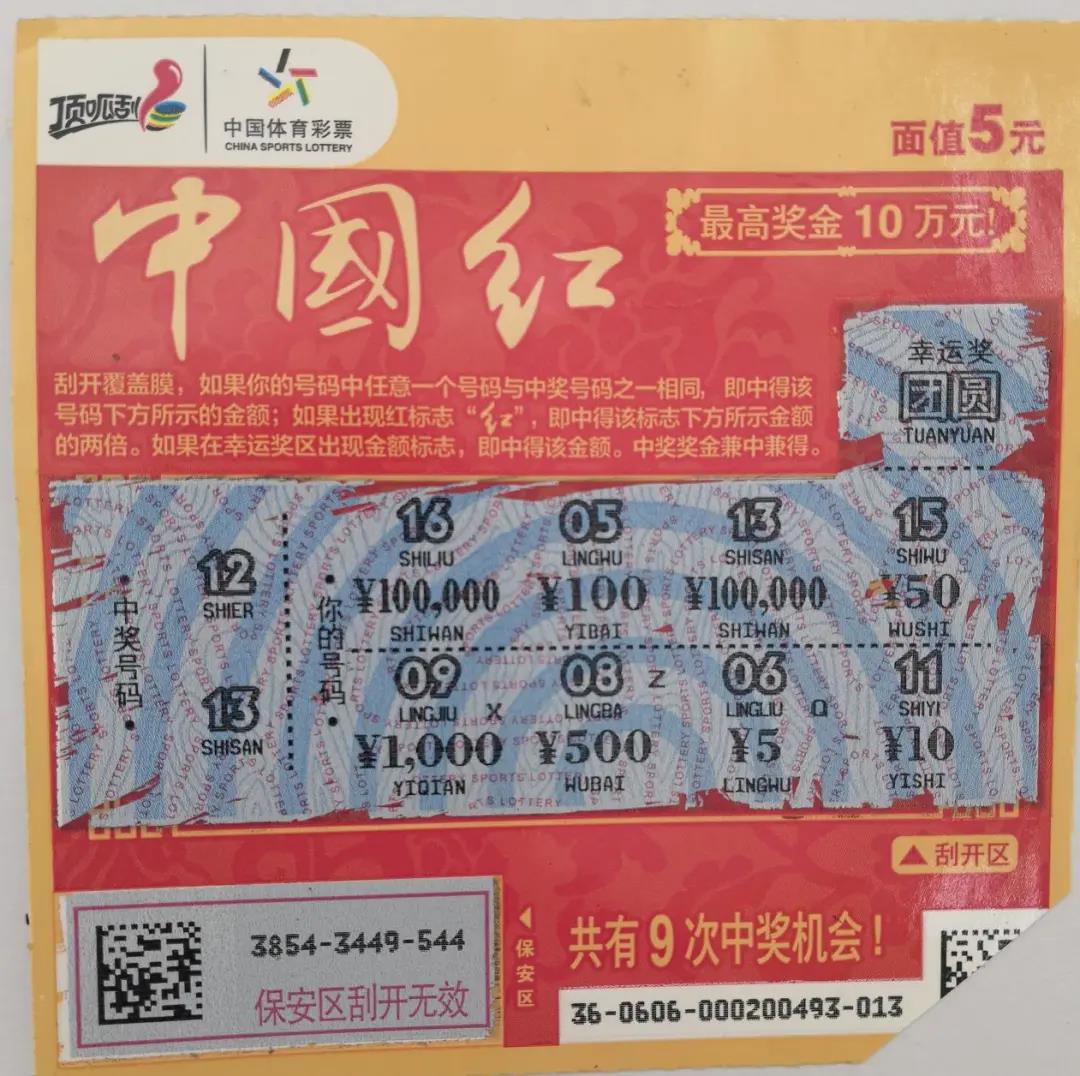 顶呱刮
中国体育彩票
CHINA SPORTS LOTTERY
面值5元
中國红
最高奖金10万元!
刮开覆盖膜，如果你的号码中任意一个号码与中奖号码之一相同，即中得该
号码下方所示的金额；如果出现红标志“红”，即中得该标志下方所示金额
的两倍。如果在幸运奖区出现金额标志，即中得该金额。中奖奖金兼中兼得。
幸运奖
团圆
TUANYUAN
中奖号码
12
SHIER
13
SHISAN
你的号码
16 05 13 15
SHILIU LINGWU SHISAN SHIWU
¥100,000 ¥100 ¥100,000 ¥50
SHIWAN YIBAI SHIWAN WUSHI
09 08 Z 06 11
LINGJIU X LINGBA LINGLIU Q SHIYI
¥1,000 ¥500 ¥5 ¥10
YIQIAN WUBAI LINGWU YISHI
▲刮开区
3854-3449-544
保安区刮开无效
保安区
共有9次中奖机会！
36-0606-000200493-013